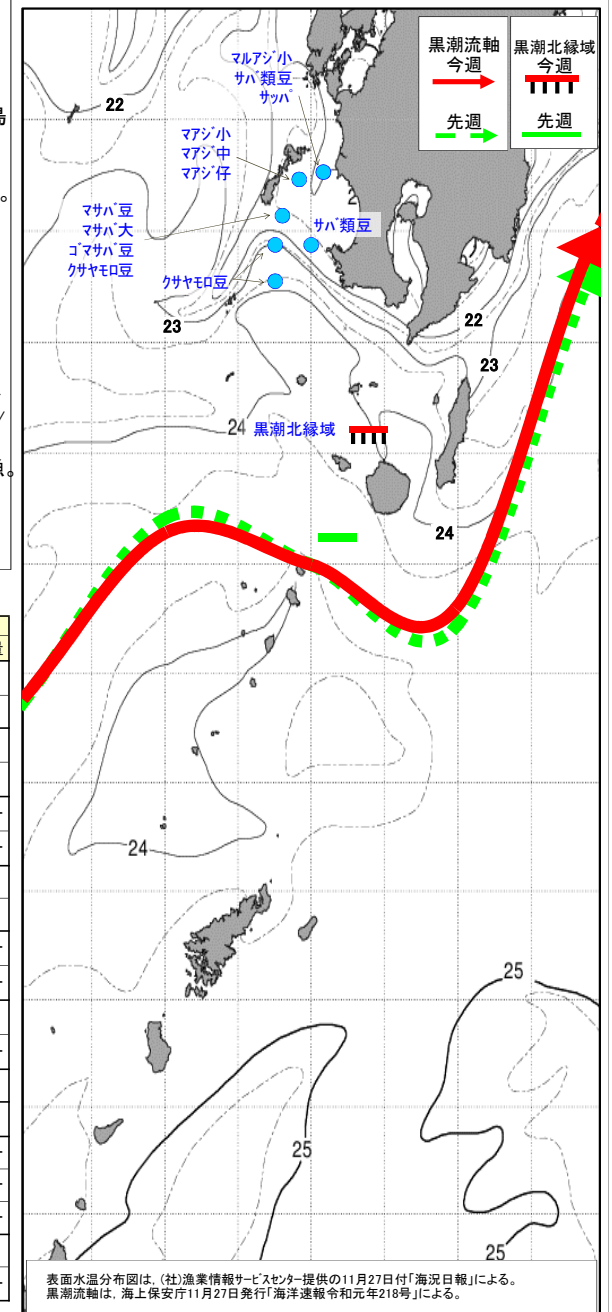 黒潮流軸
今週
先週
黒潮北縁域
今週
先週
マルアジ小
サバ類豆
サッパ
マアジ小
マアジ中
マアジ仔
マサバ豆
マサバ大
ゴマサバ豆
クサヤモロ豆
サバ類豆
クサヤモロ豆
22
23
22
23
24
黒潮北縁域
24
24
25
25
25
表面水温分布図は,（社）漁業情報サービスセンター提供の11月27日付「海況日報」による。
黒潮流軸は, 海上保安庁11月27日発行「海洋速報令和元年218号」による。